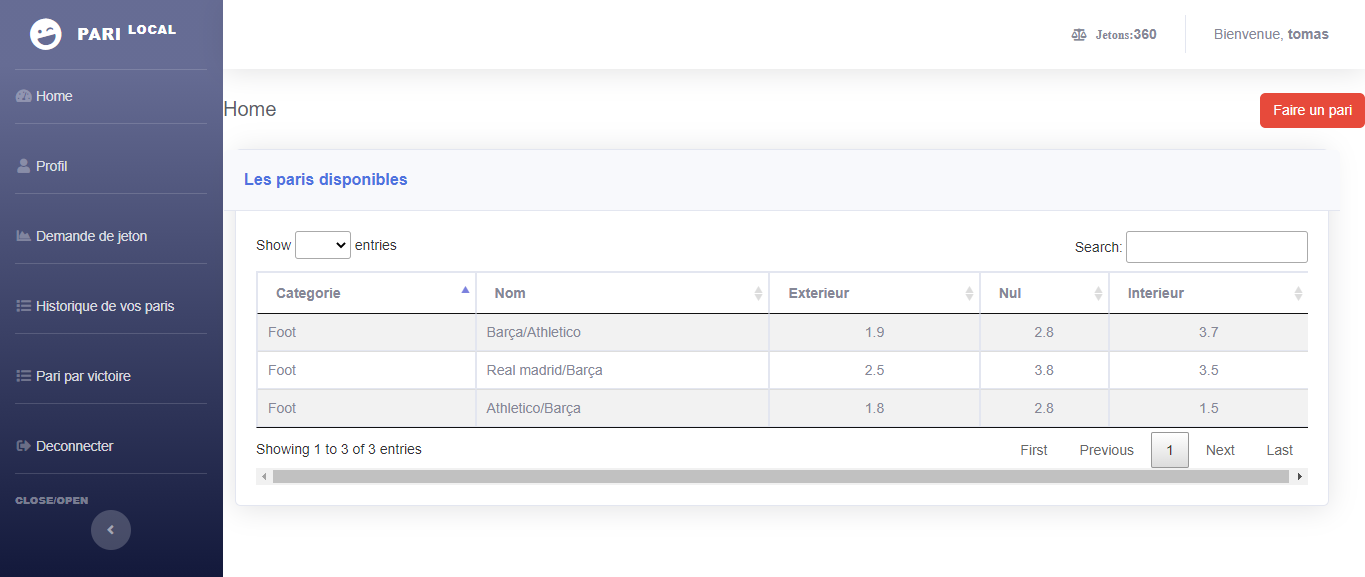 PARI LOCAL
Jetons:360
Bienvenue, tomas
Home
Profil
Demande de jeton
Historique de vos paris
Pari par victoire
Deconnecter
CLOSE/OPEN
Home
Faire un pari
Les paris disponibles
Show entries
Search:
Categorie Nom Exterieur Nul Interieur
Foot Barça/Athletico 1.9 2.8 3.7
Foot Real madrid/Barça 2.5 3.8 3.5
Foot Athletico/Barça 1.8 2.8 1.5
Showing 1 to 3 of 3 entries
First Previous 1 Next Last